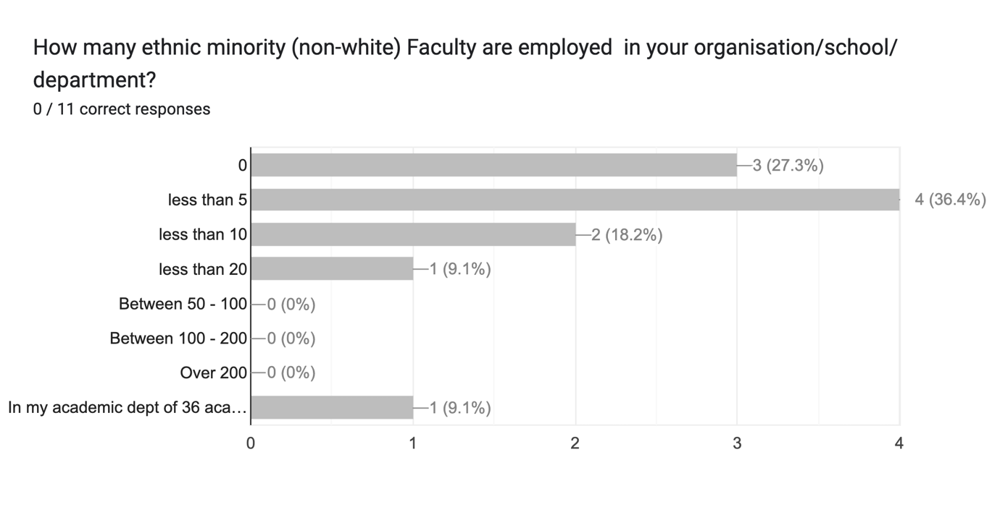 How many ethnic minority (non-white) Faculty are employed  in your organisation/school/
department?
0 / 11 correct responses
0
3 (27.3%)
less than 5
4 (36.4%)
less than 10
2 (18.2%)
less than 20
1 (9.1%)
Between 50 - 100
0 (0%)
Between 100 - 200
0 (0%)
Over 200
0 (0%)
In my academic dept of 36 aca…
1 (9.1%)
0 1 2 3 4